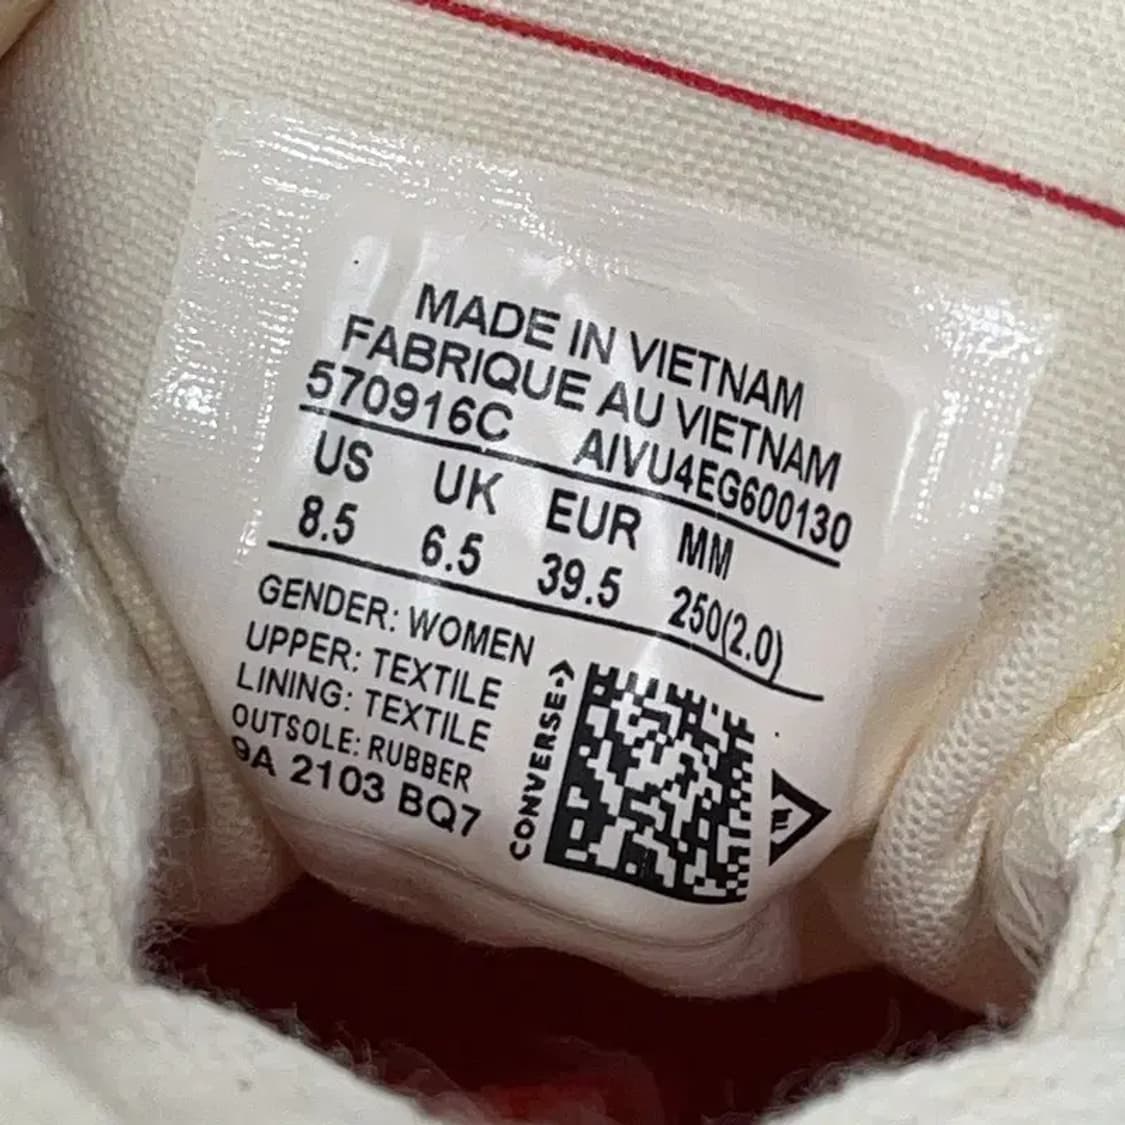 MADE IN VIETNAM
FABRIQUE AU VIETNAM
570916C AIVU4EG600130
US UK EUR MM
8.5 6.5 39.5 250(2.0)
GENDER: WOMEN
UPPER: TEXTILE
LINING: TEXTILE
OUTSOLE: RUBBER
9A 2103 BQ7
CONVERSE